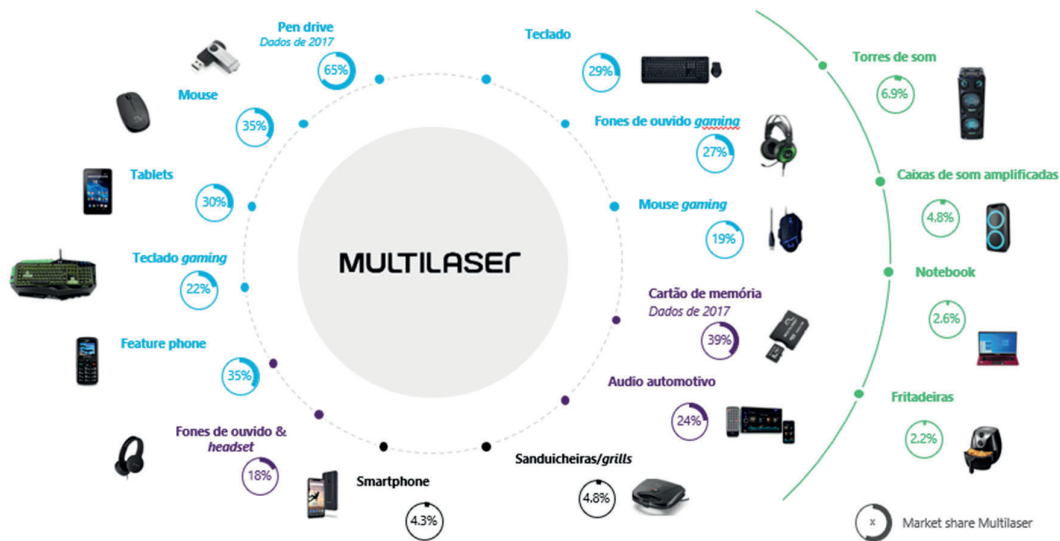 Pen drive
Dados de 2017
65%
Teclado
29%
Mouse
35%
Fones de ouvido gaming
27%
Tablets
30%
Mouse gaming
19%
Teclado gaming
22%
Cartão de memória
Dados de 2017
39%
Feature phone
35%
Audio automotivo
24%
Fones de ouvido &
headset
18%
Smartphone
4.3%
Sanduicheiras/grills
4.8%
MULTILASER
Torres de som
6.9%
Caixas de som amplificadas
4.8%
Notebook
2.6%
Fritadeiras
2.2%
x Market share Multilaser